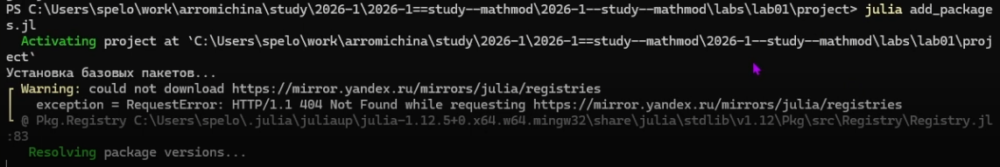 PS C:\Users\spelo\work\arromichina\study\2026-1\2026-1==study--mathmod\2026-1--study--mathmod\labs\lab01\project> julia add_package
s.jl
Activating project at `C:\Users\spelo\work\arromichina\study\2026-1\2026-1==study--mathmod\2026-1--study--mathmod\labs\lab01\proj
ect`
Установка базовых пакетов...
┌ Warning: could not download https://mirror.yandex.ru/mirrors/julia/registries
│ exception = RequestError: HTTP/1.1 404 Not Found while requesting https://mirror.yandex.ru/mirrors/julia/registries
└ @ Pkg.Registry C:\Users\spelo\.julia\juliaup\julia-1.12.5+0.x64.w64.mingw32\share\julia\stdlib\v1.12\Pkg\src\Registry\Registry.jl
:83
Resolving package versions...